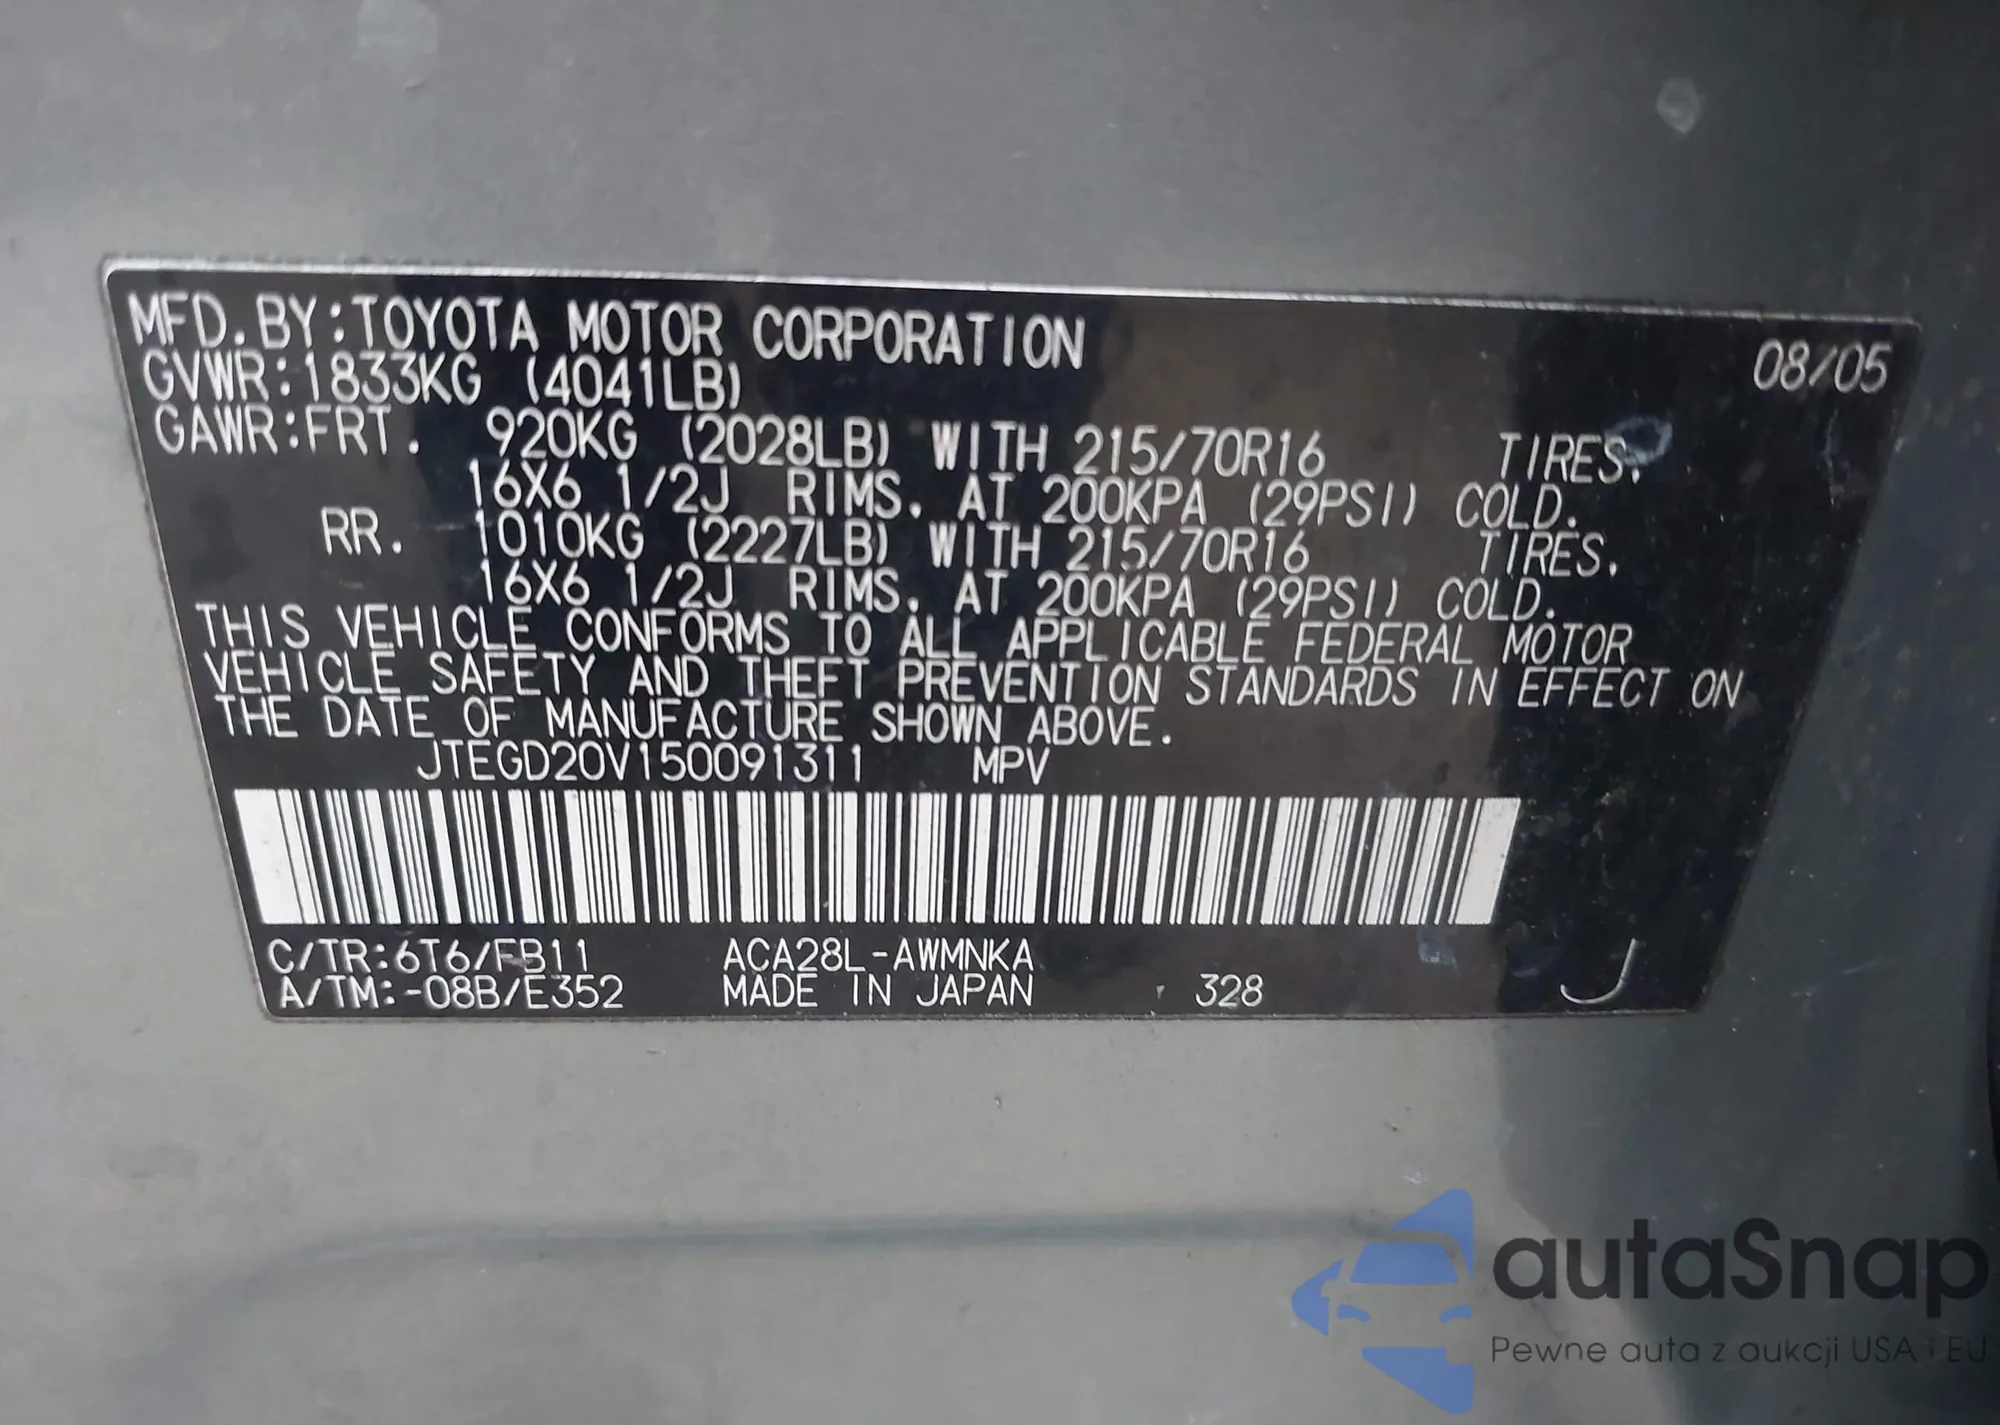 MFD.BY:TOYOTA MOTOR CORPORATION 08/05
GVWR:1833KG (4041LB)
GAWR:FRT. 920KG (2028LB) WITH 215/70R16 TIRES,
16X6 1/2J RIMS, AT 200KPA (29PSI) COLD.
RR. 1010KG (2227LB) WITH 215/70R16 TIRES,
16X6 1/2J RIMS, AT 200KPA (29PSI) COLD.
THIS VEHICLE CONFORMS TO ALL APPLICABLE FEDERAL MOTOR
VEHICLE SAFETY AND THEFT PREVENTION STANDARDS IN EFFECT ON
THE DATE OF MANUFACTURE SHOWN ABOVE.
JTEGD20V150091311 MPV
C/TR:6T6/FB11 ACA28L-AWMNKA
A/TM:-08B/E352 MADE IN JAPAN 328 J
autaSnap
Pewne auta z aukcji USA i EU